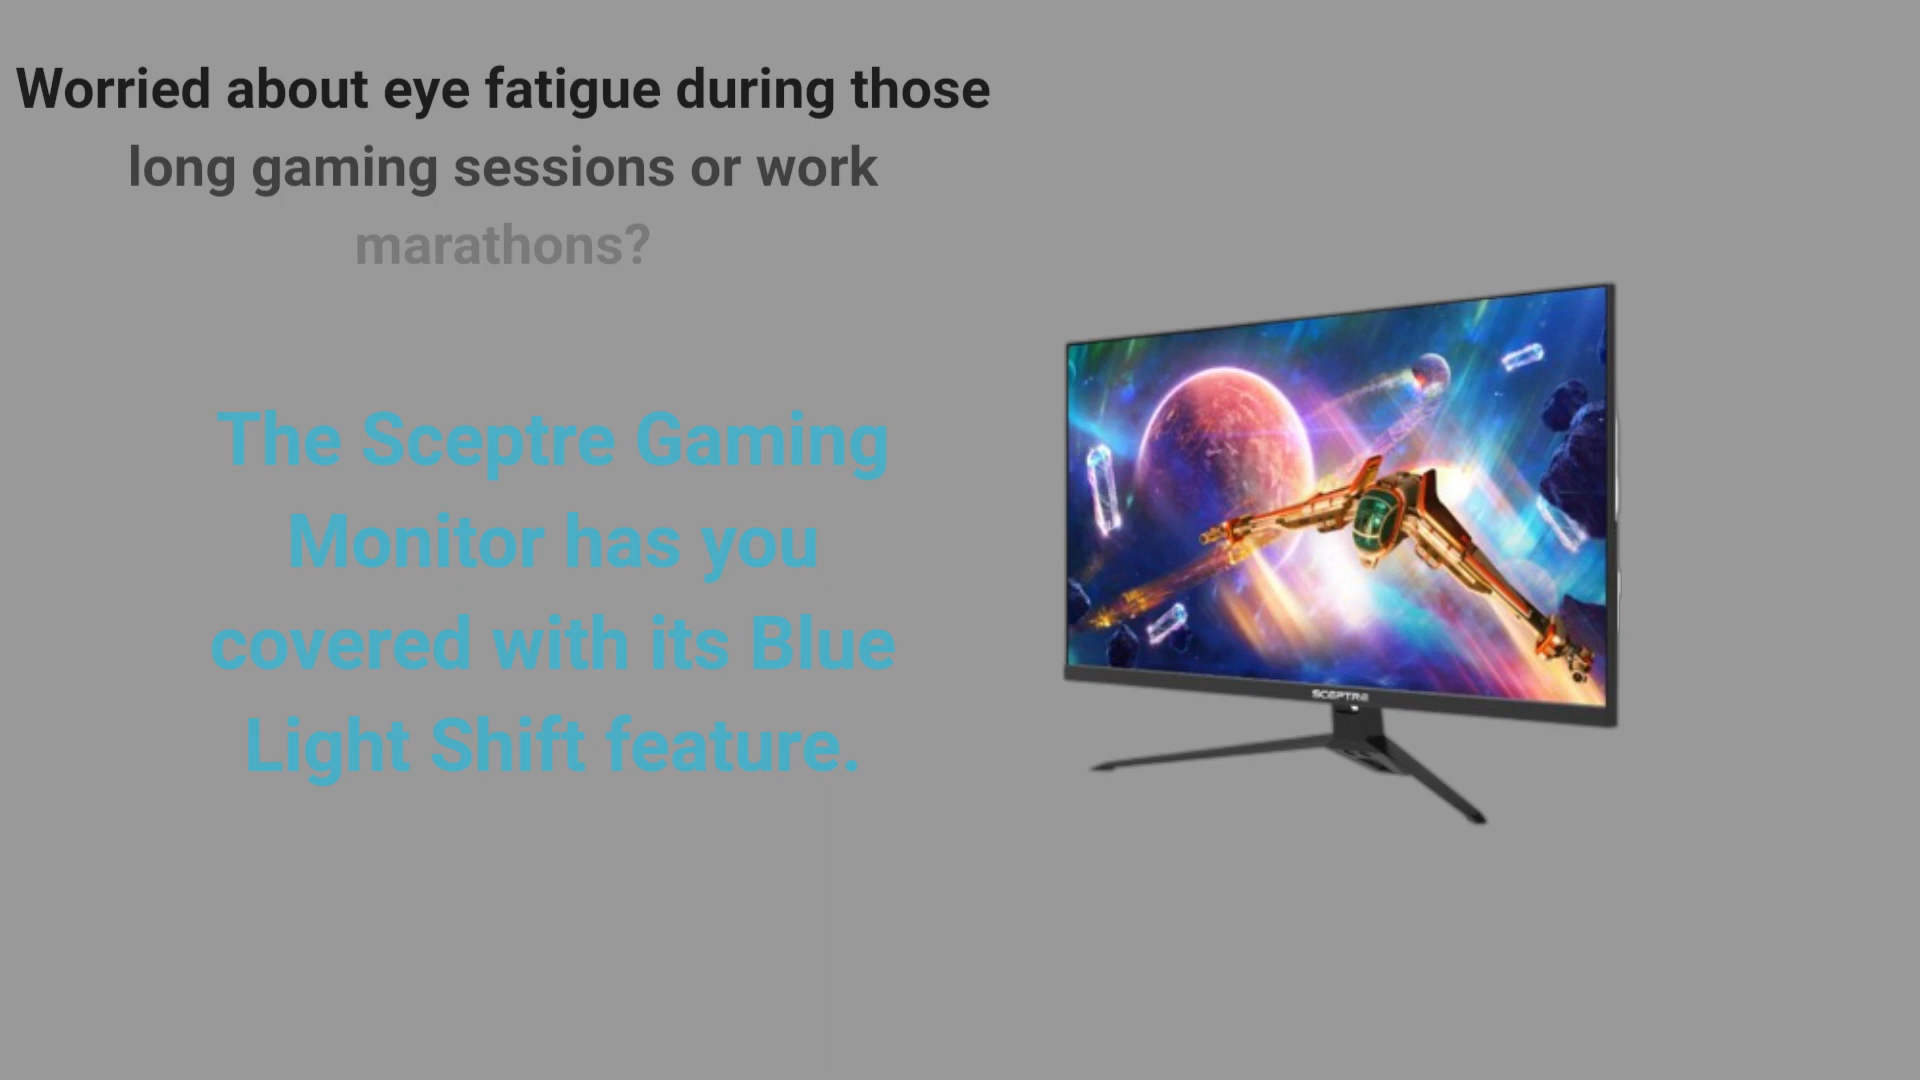 Worried about eye fatigue during those
long gaming sessions or work
marathons?
The Sceptre Gaming
Monitor has you
covered with its Blue
Light Shift feature.
SCEPTRE